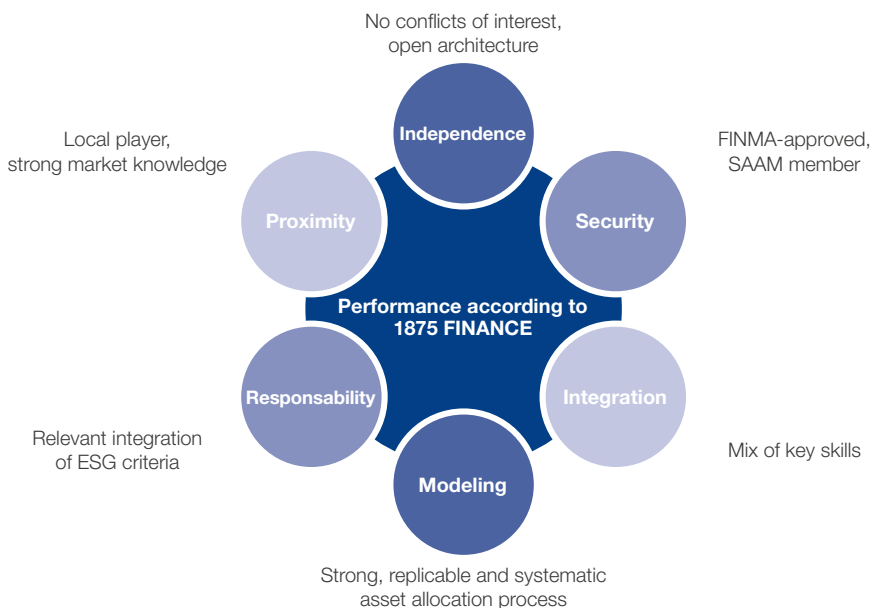 No conflicts of interest,
open architecture
Independence
Local player,
strong market knowledge
Proximity
FINMA-approved,
SAAM member
Security
Performance according to
1875 FINANCE
Responsability
Relevant integration
of ESG criteria
Integration
Mix of key skills
Modeling
Strong, replicable and systematic
asset allocation process